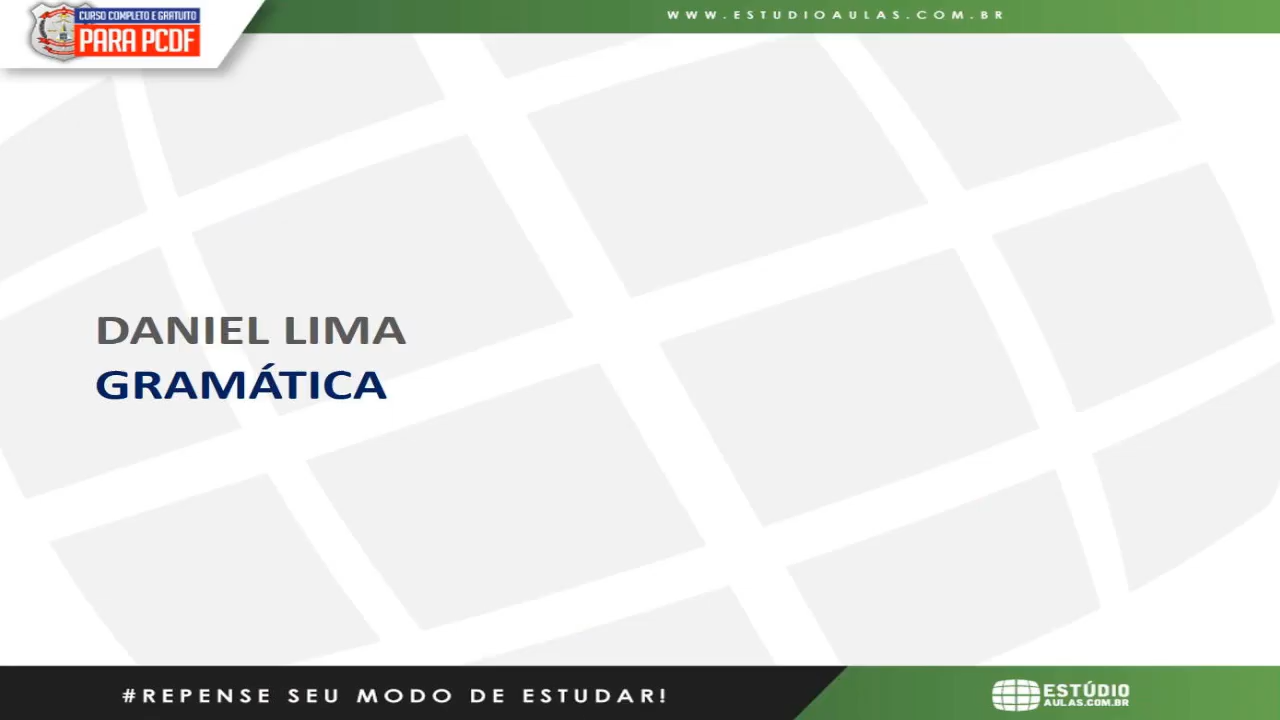 CURSO COMPLETO E GRATUITO
PARA PCDF
WWW.ESTUDIOAULAS.COM.BR
DANIEL LIMA
GRAMÁTICA
#REPENSE SEU MODO DE ESTUDAR!
ESTÚDIO
AULAS.COM.BR